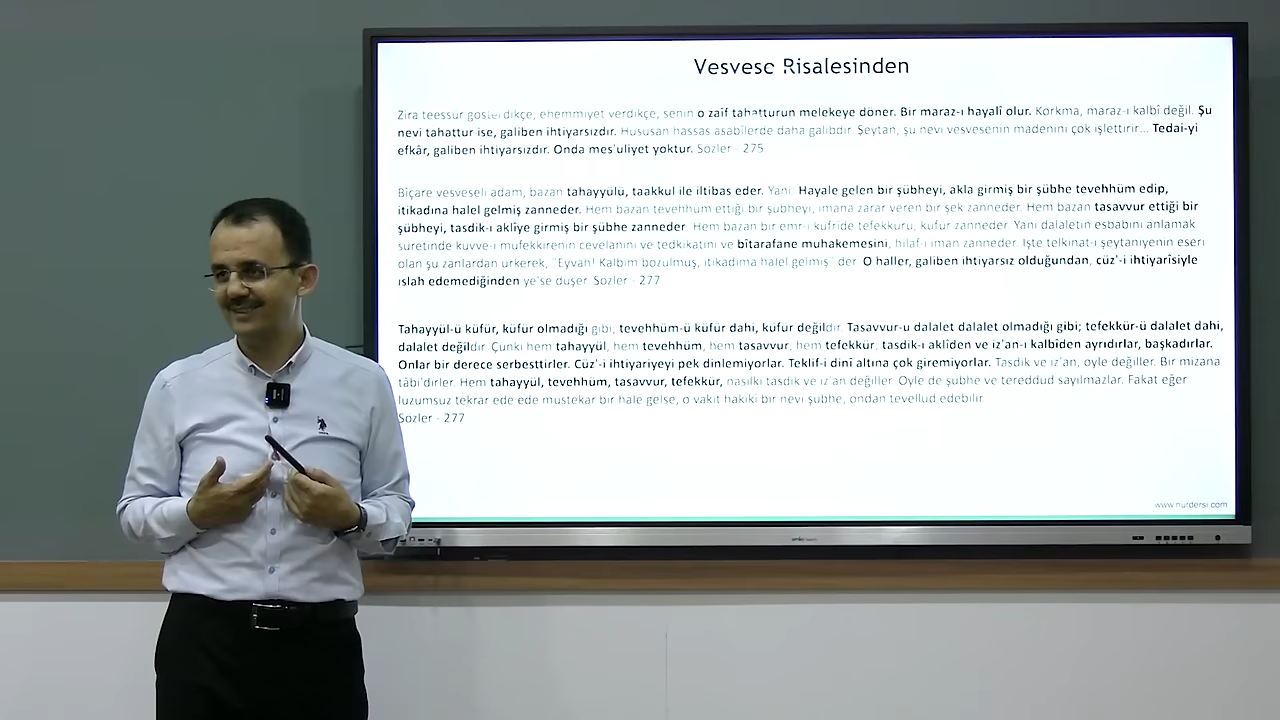 Vesvese Risalesinden
Zira teessür gösterdikçe, ehemmiyet verdikçe, senin o zaif tahatturun melekeye döner. Bir maraz-ı hayalî olur. Korkma, maraz-ı kalbî değil. Şu
nevi tahattur ise, galiben ihtiyarsızdır. Hususan hassas asabîlerde daha galibdir. Şeytan, şu nevi vesvesenin madenini çok işlettirir... Tedai-yi
efkâr, galiben ihtiyarsızdır. Onda mes'uliyet yoktur. Sözler - 275
Bîçare vesveseli adam, bazan tahayyülü, taakkul ile iltibas eder. Yani: Hayale gelen bir şübheyi, akla girmiş bir şübhe tevehhüm edip,
itikadına halel gelmiş zanneder. Hem bazan tevehhüm ettiği bir şübheyi, imana zarar veren bir şek zanneder. Hem bazan tasavvur ettiği bir
şübheyi, tasdik-ı aklîye girmiş bir şübhe zanneder. Hem bazan bir emr-i küfrîde tefekkürü, küfür zanneder. Yani dalaletin esbabını anlamak
suretinde kuvve-i müfekkirenin cevelanını ve tedkikatını ve bîtarafane muhakemesini, hilaf-ı iman zanneder. İşte telkinat-ı şeytaniyenin eseri
olan şu zanlardan ürkerek, "Eyvah! Kalbim bozulmuş, itikadıma halel gelmiş" der. O haller, galiben ihtiyarsız olduğundan, cüz'-i ihtiyarîsiyle
ıslah edemediğinden ye'se düşer. Sözler - 277
Tahayyül-ü küfür, küfür olmadığı gibi, tevehhüm-ü küfür dahi, küfür değildir. Tasavvur-u dalalet dalalet olmadığı gibi; tefekkür-ü dalalet dahi,
dalalet değildir. Çünki hem tahayyül, hem tevehhüm, hem tasavvur, hem tefekkür, tasdik-ı aklîden ve iz'an-ı kalbîden ayrıdırlar, başkadırlar.
Onlar bir derece serbesttirler. Cüz'-i ihtiyariyeyi pek dinlemiyorlar. Teklif-i dinî altına çok giremiyorlar. Tasdik ve iz'an, öyle değiller. Bir mizana
tâbi'dirler. Hem tahayyül, tevehhüm, tasavvur, tefekkür, nasılki tasdik ve iz'an değiller. Öyle de şübhe ve tereddüd sayılmazlar. Fakat eğer
lüzumsuz tekrar ede ede müstekar bir hale gelse, o vakit hakikî bir nevi şübhe, ondan tevellüd edebilir.
Sözler - 277
www.nurdersi.com